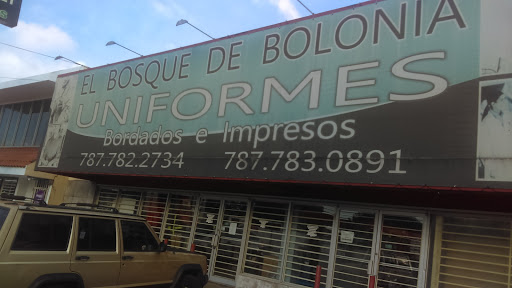 EL BOSQUE DE BOLONIA
UNIFORMES
Bordados e Impresos
787.782.2734 787.783.0891